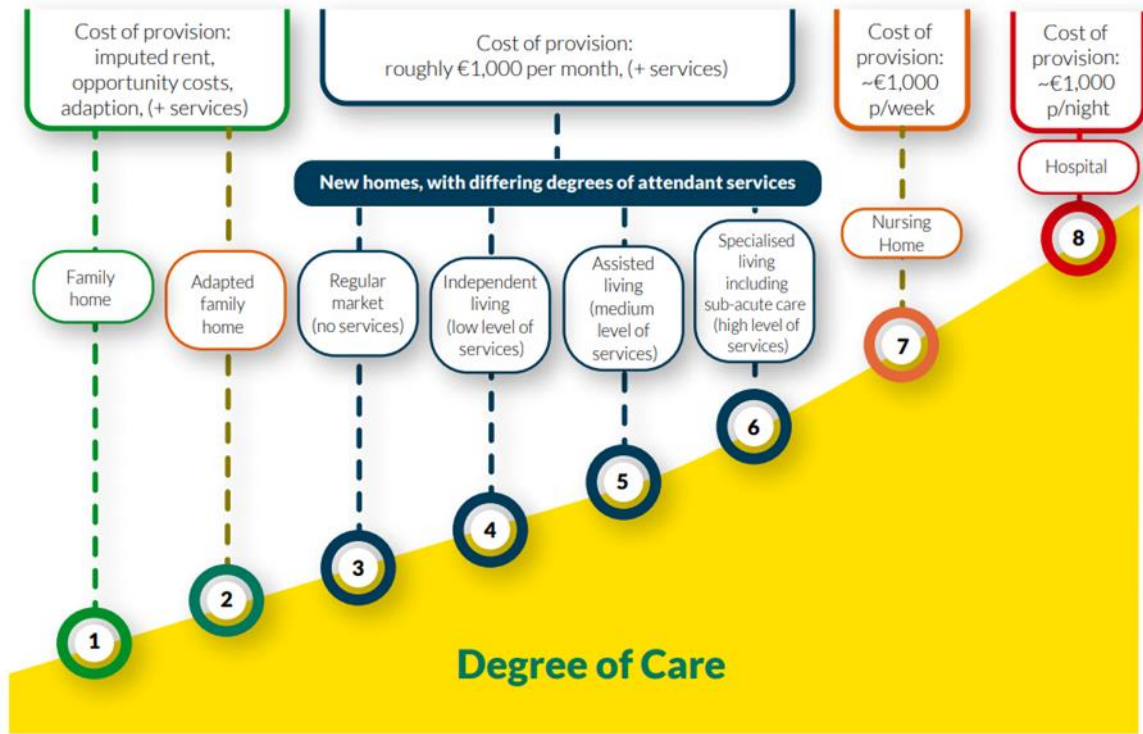 Cost of provision:
imputed rent,
opportunity costs,
adaption, (+ services)
Cost of provision:
roughly €1,000 per month, (+ services)
Cost of
provision:
~€1,000
p/week
Cost of
provision:
~€1,000
p/night
New homes, with differing degrees of attendant services
Family
home
Adapted
family
home
Regular
market
(no services)
Independent
living
(low level of
services)
Assisted
living
(medium
level of
services)
Specialised
living
including
sub-acute care
(high level of
services)
Nursing
Home
Hospital
1
2
3
4
5
6
7
8
Degree of Care